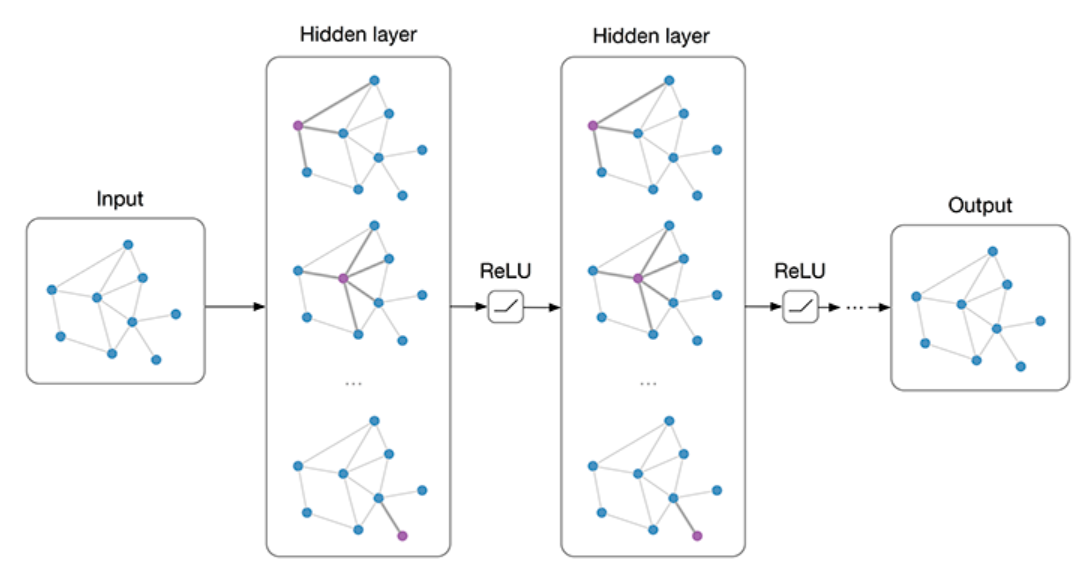 Hidden layer
Hidden layer
Input
Output
ReLU
ReLU
...
...
...